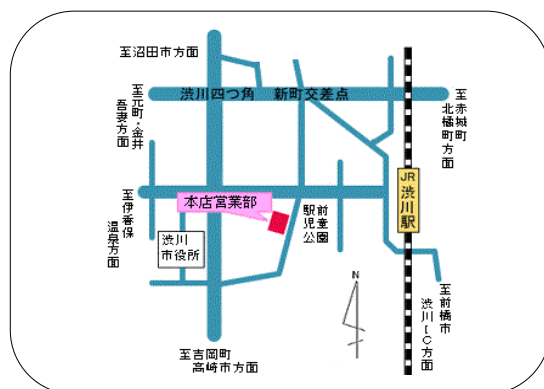 至沼田市方面
至元町・金井
吾妻方面
渋川四つ角
新町交差点
至赤城町
北橘町方面
JR
渋川駅
至伊香保
温泉方面
本店営業部
駅前
児童
公園
渋川
市役所
N
至前橋市
渋川IC方面
至吉岡町
高崎市方面